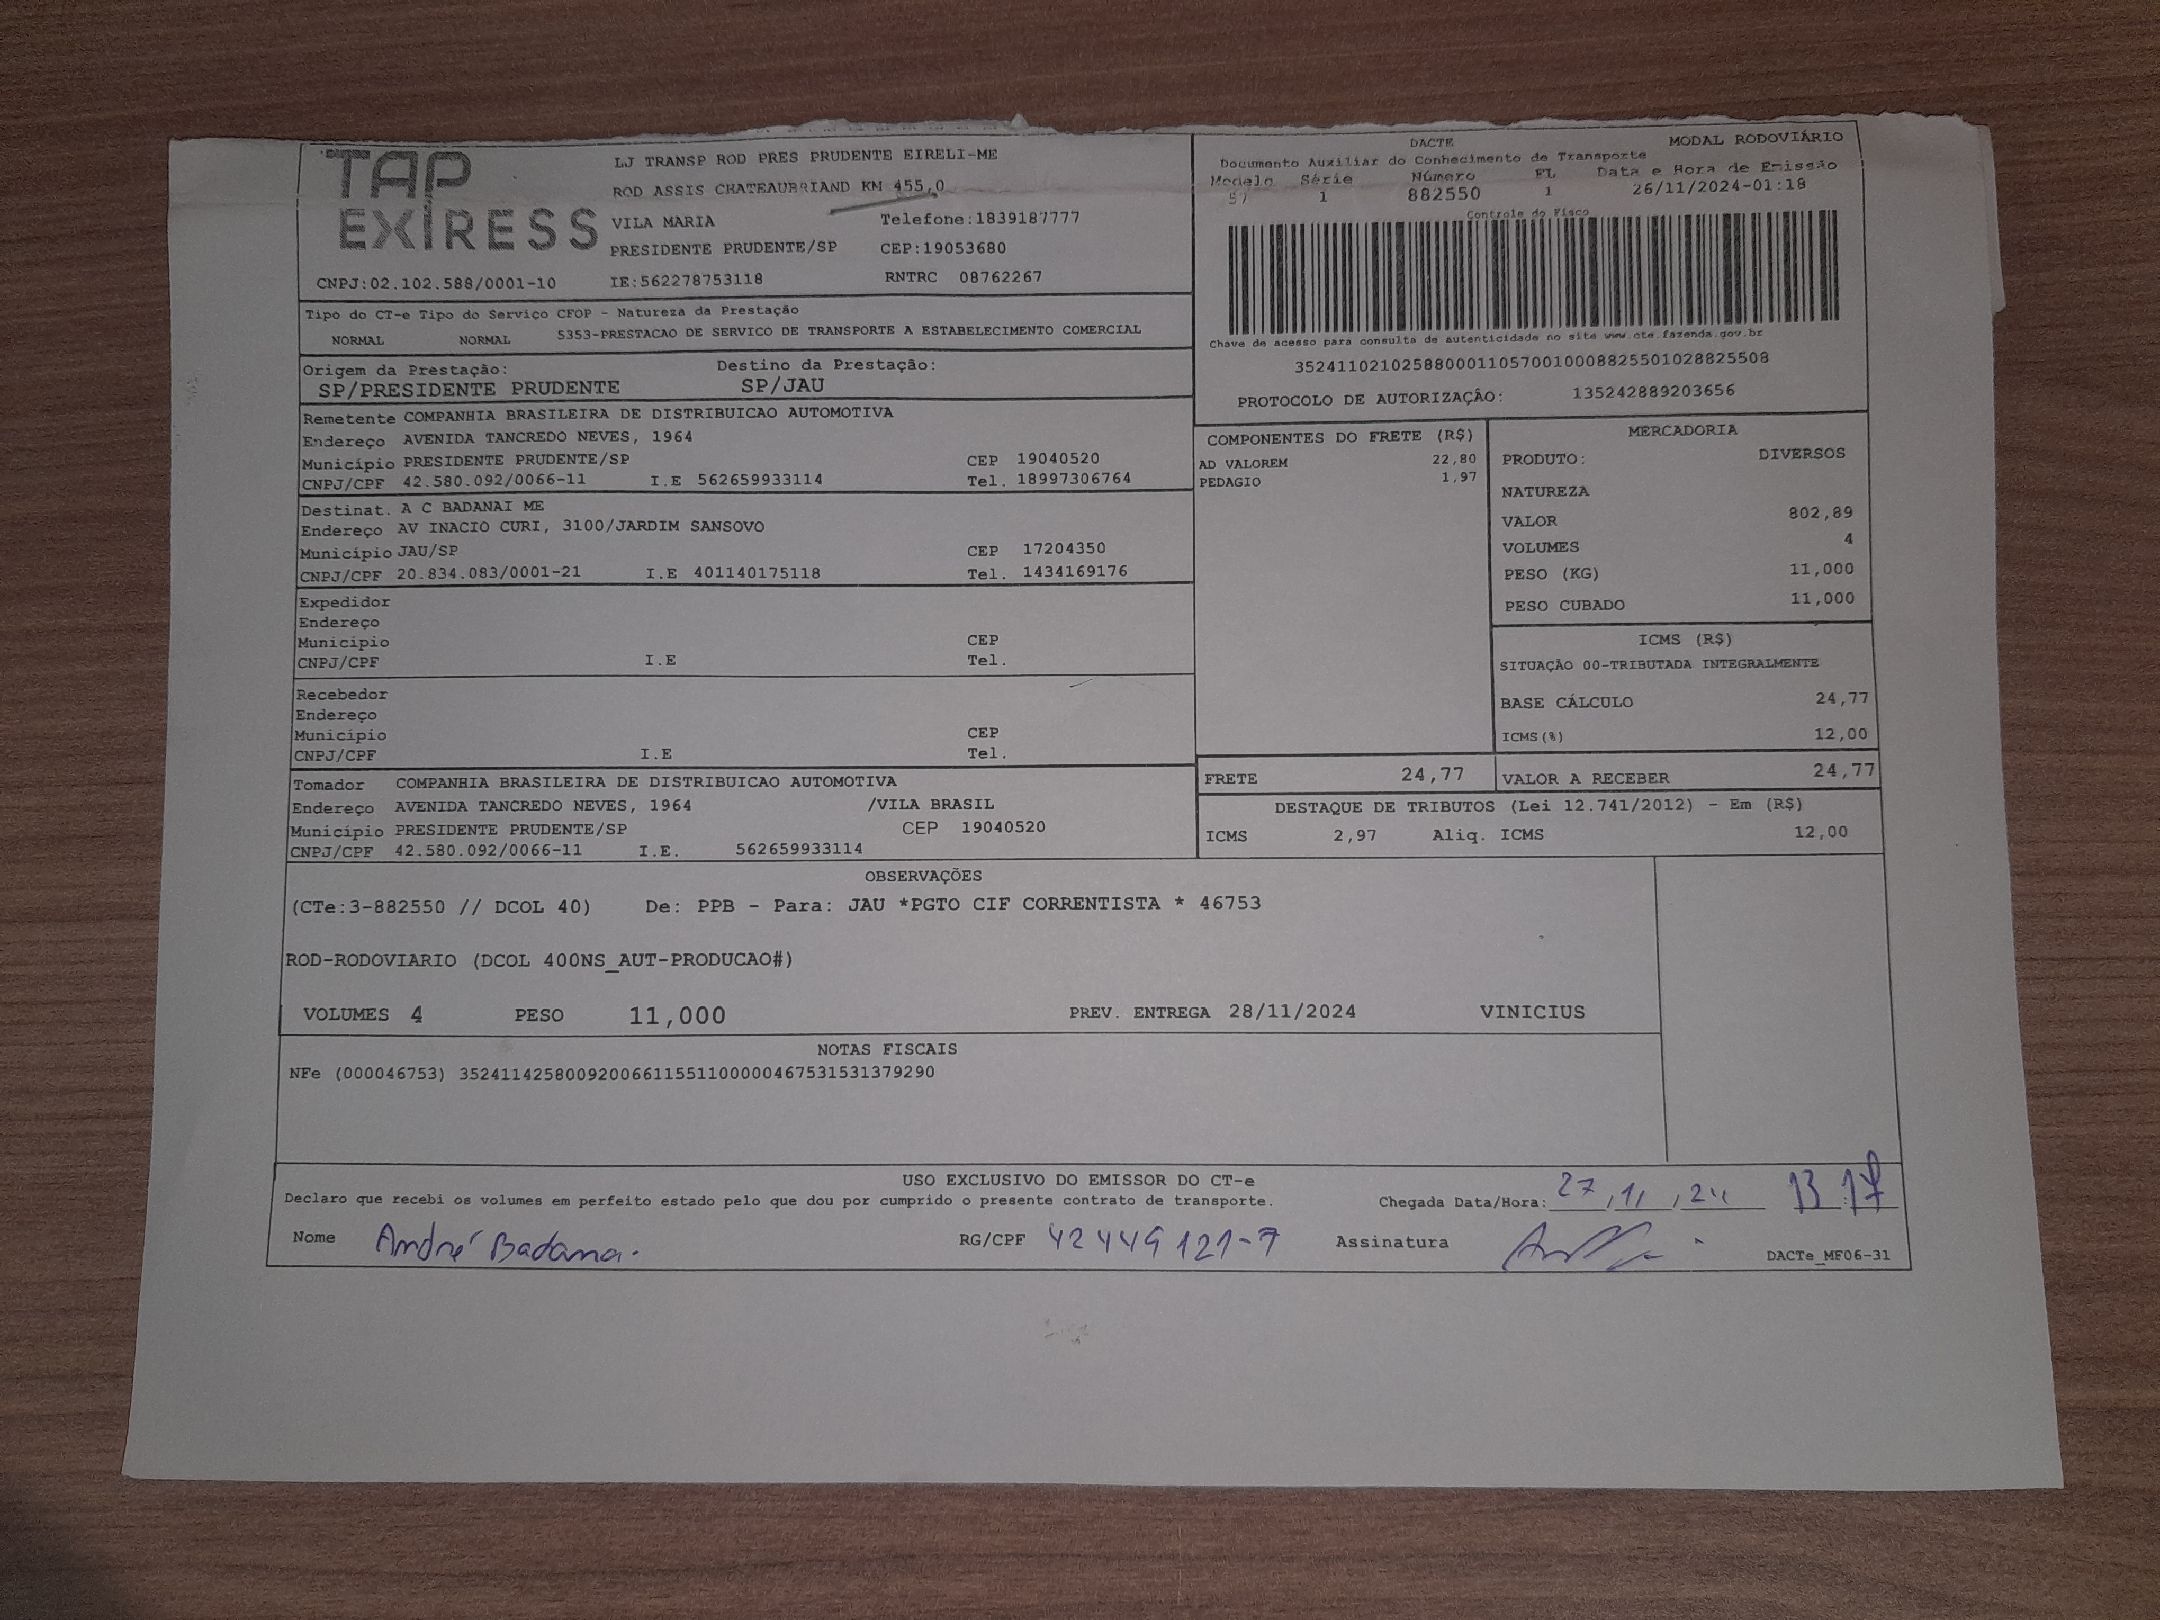 TAP
EXIRESS
LJ TRANSP ROD PRES PRUDENTE EIRELI-ME
ROD ASSIS CHATEAUBRIAND KM 455,0
VILA MARIA Telefone:1839187777
PRESIDENTE PRUDENTE/SP CEP:19053680
CNPJ:02.102.588/0001-10 IE:562278753118 RNTRC 08762267
DACTE MODAL RODOVIÁRIO
Documento Auxiliar do Conhecimento de Transporte
Modelo Série Número FL Data e Hora de Emissão
57 1 882550 1 26/11/2024-01:18
Controle do Fisco
Chave de acesso para consulta de autenticidade no site www.cte.fazenda.gov.br
35241102102588000110570010008825501028825508
PROTOCOLO DE AUTORIZAÇÃO: 135242889203656
Tipo do CT-e Tipo do Serviço CFOP - Natureza da Prestação
NORMAL NORMAL 5353-PRESTACAO DE SERVICO DE TRANSPORTE A ESTABELECIMENTO COMERCIAL
Origem da Prestação: Destino da Prestação:
SP/PRESIDENTE PRUDENTE SP/JAU
Remetente COMPANHIA BRASILEIRA DE DISTRIBUICAO AUTOMOTIVA
Endereço AVENIDA TANCREDO NEVES, 1964
Município PRESIDENTE PRUDENTE/SP CEP 19040520
CNPJ/CPF 42.580.092/0066-11 I.E 562659933114 Tel. 18997306764
Destinat. A C BADANAI ME
Endereço AV INACIO CURI, 3100/JARDIM SANSOVO
Município JAU/SP CEP 17204350
CNPJ/CPF 20.834.083/0001-21 I.E 401140175118 Tel. 1434169176
Expedidor
Endereço
Município CEP
CNPJ/CPF I.E Tel.
Recebedor
Endereço
Município CEP
CNPJ/CPF I.E Tel.
Tomador COMPANHIA BRASILEIRA DE DISTRIBUICAO AUTOMOTIVA
Endereço AVENIDA TANCREDO NEVES, 1964 /VILA BRASIL
Município PRESIDENTE PRUDENTE/SP CEP 19040520
CNPJ/CPF 42.580.092/0066-11 I.E. 562659933114
COMPONENTES DO FRETE (R$)
AD VALOREM 22,80
PEDAGIO 1,97
MERCADORIA
PRODUTO: DIVERSOS
NATUREZA
VALOR 802,89
VOLUMES 4
PESO (KG) 11,000
PESO CUBADO 11,000
ICMS (R$)
SITUAÇÃO 00-TRIBUTADA INTEGRALMENTE
BASE CÁLCULO 24,77
ICMS(%) 12,00
FRETE 24,77 VALOR A RECEBER 24,77
DESTAQUE DE TRIBUTOS (Lei 12.741/2012) - Em (R$)
ICMS 2,97 Aliq. ICMS 12,00
OBSERVAÇÕES
(CTe:3-882550 // DCOL 40) De: PPB - Para: JAU *PGTO CIF CORRENTISTA * 46753
ROD-RODOVIARIO (DCOL 400NS_AUT-PRODUCAO#)
VOLUMES 4 PESO 11,000 PREV. ENTREGA 28/11/2024 VINICIUS
NOTAS FISCAIS
NFe (000046753) 35241142580092006611551100000467531531379290
USO EXCLUSIVO DO EMISSOR DO CT-e
Declaro que recebi os volumes em perfeito estado pelo que dou por cumprido o presente contrato de transporte. Chegada Data/Hora: 27,11,24 13:17
Nome André Badana RG/CPF 42449121-7 Assinatura
DACTe_MF06-31